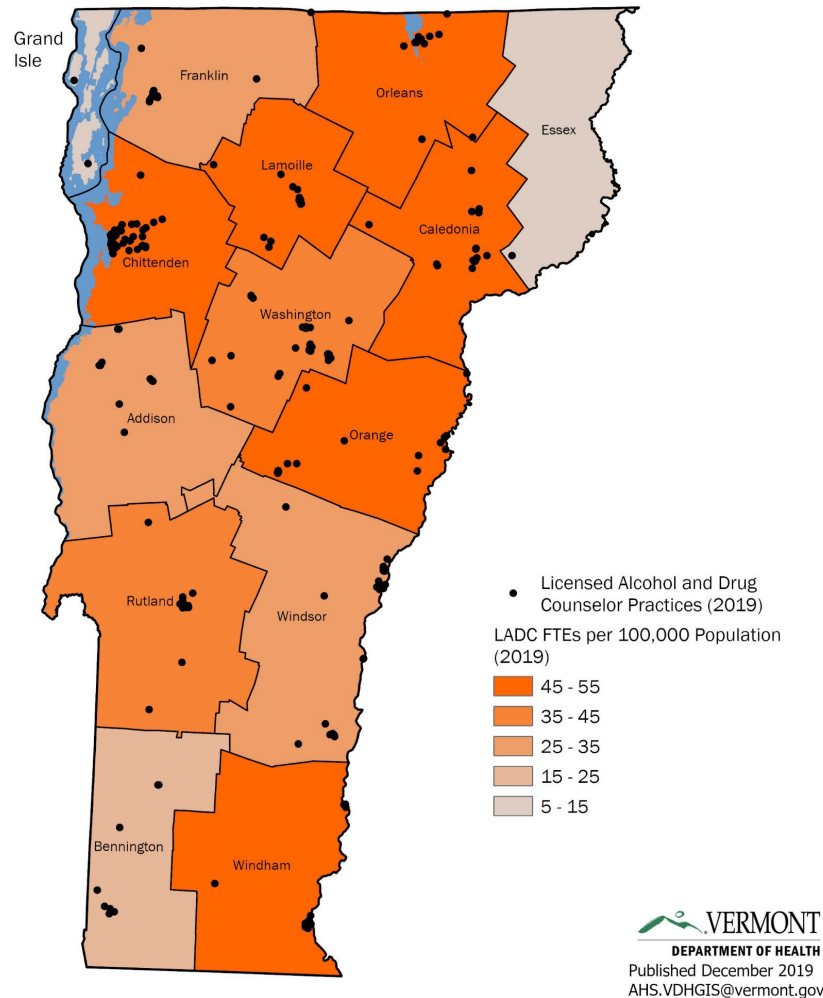 Grand
Isle
Franklin
Orleans
Essex
Lamoille
Caledonia
Chittenden
Washington
Addison
Orange
Rutland
Windsor
Bennington
Windham
Licensed Alcohol and Drug
Counselor Practices (2019)
LADC FTEs per 100,000 Population
(2019)
45 - 55
35 - 45
25 - 35
15 - 25
5 - 15
VERMONT
DEPARTMENT OF HEALTH
Published December 2019
AHS.VDHGIS@vermont.gov